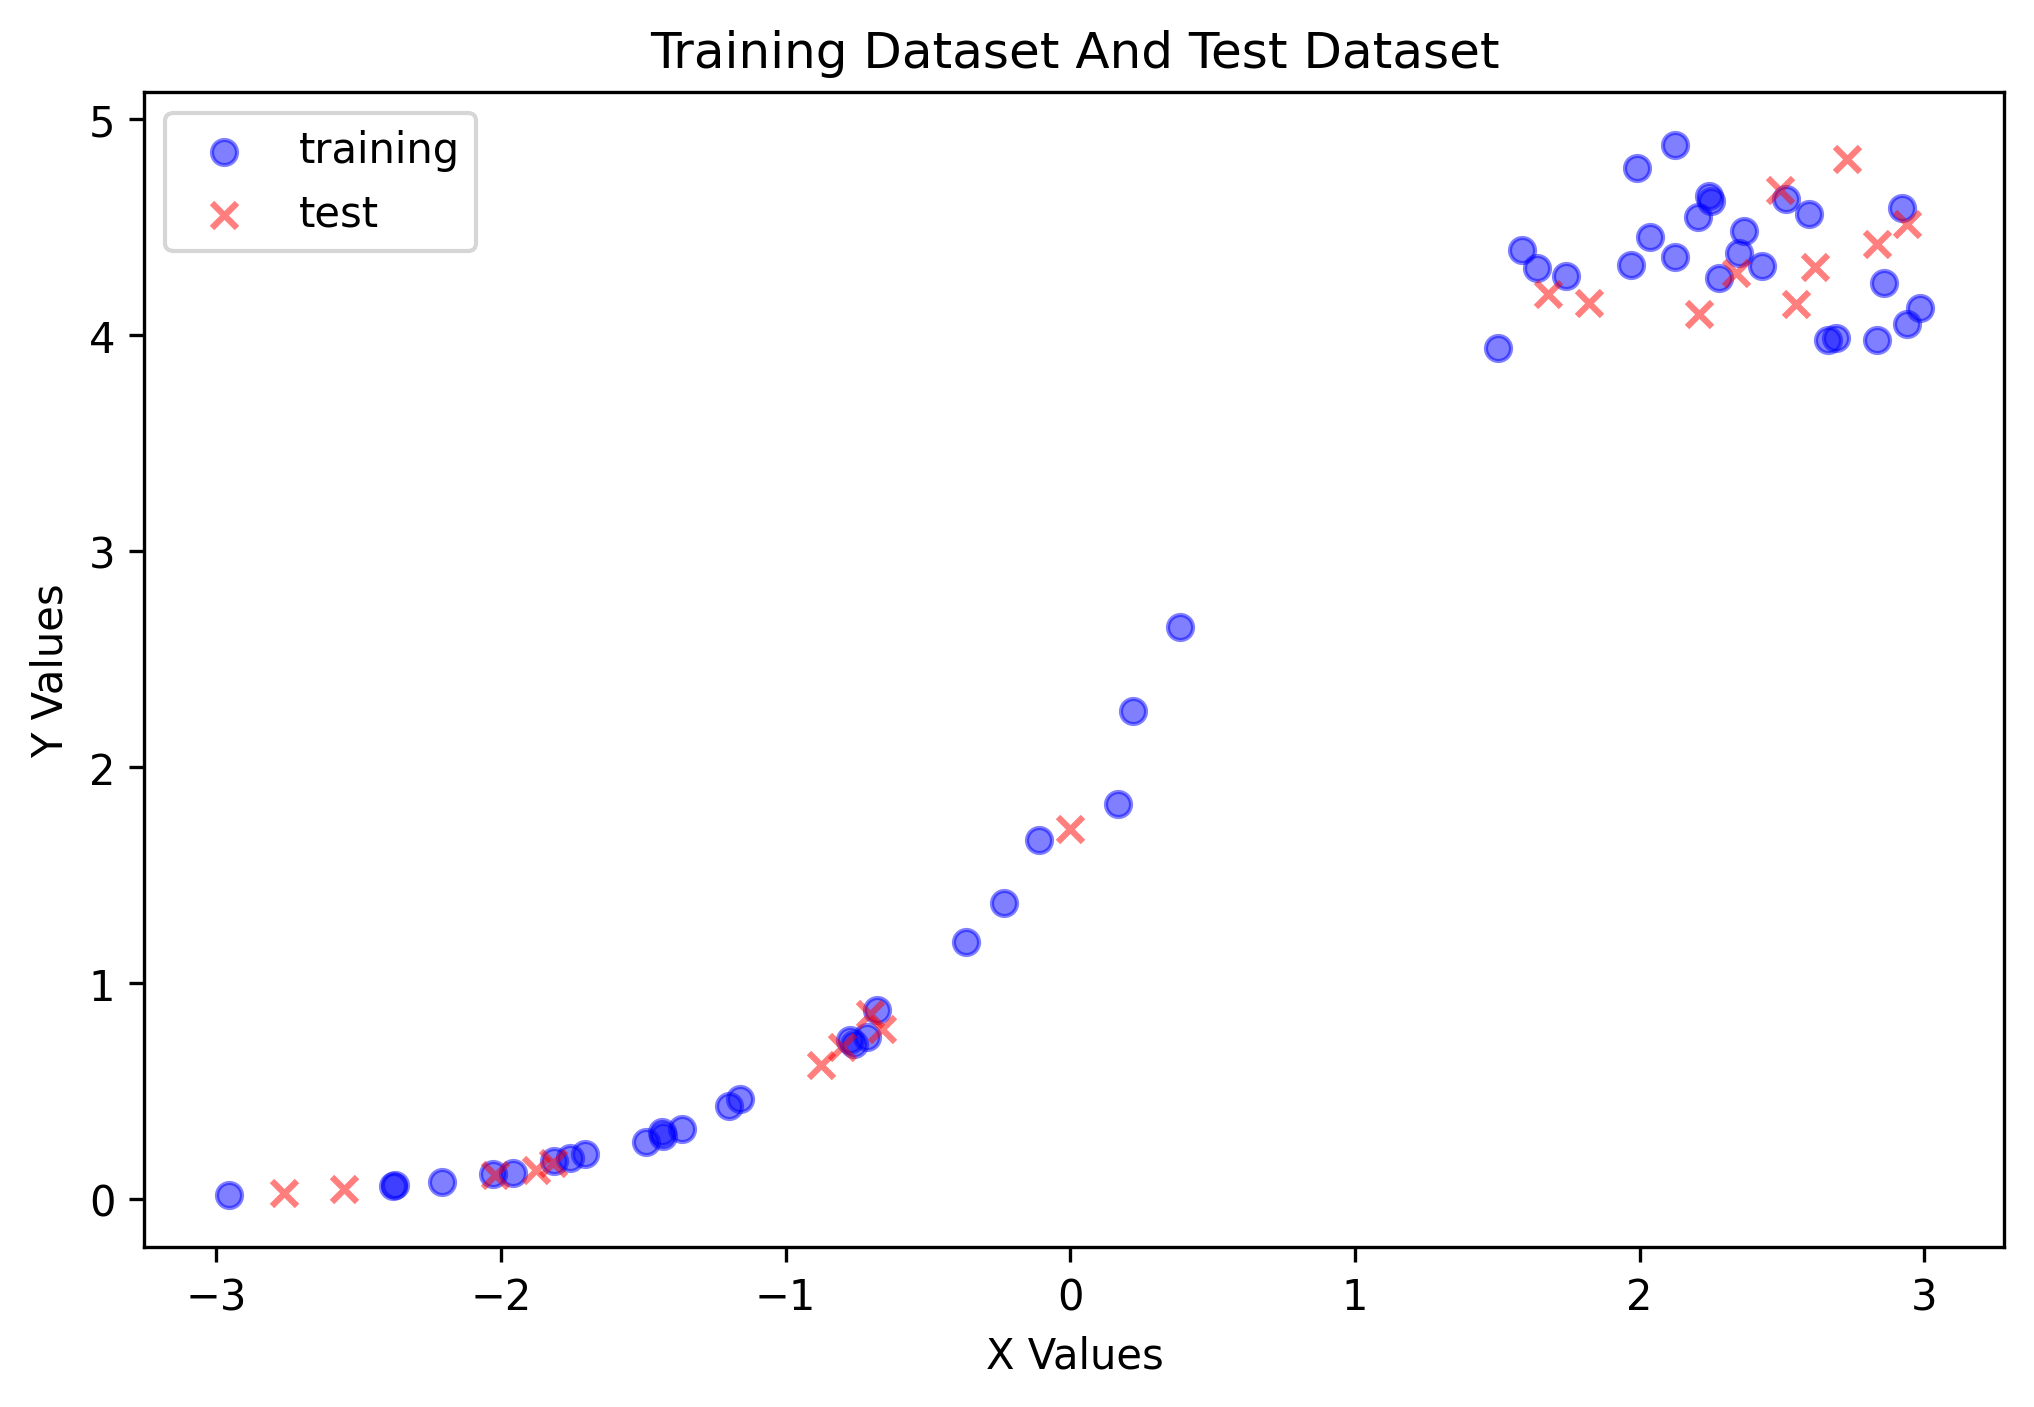 Training Dataset And Test Dataset
training
test
5
4
3
2
1
0
Y Values
−3 −2 −1 0 1 2 3
X Values